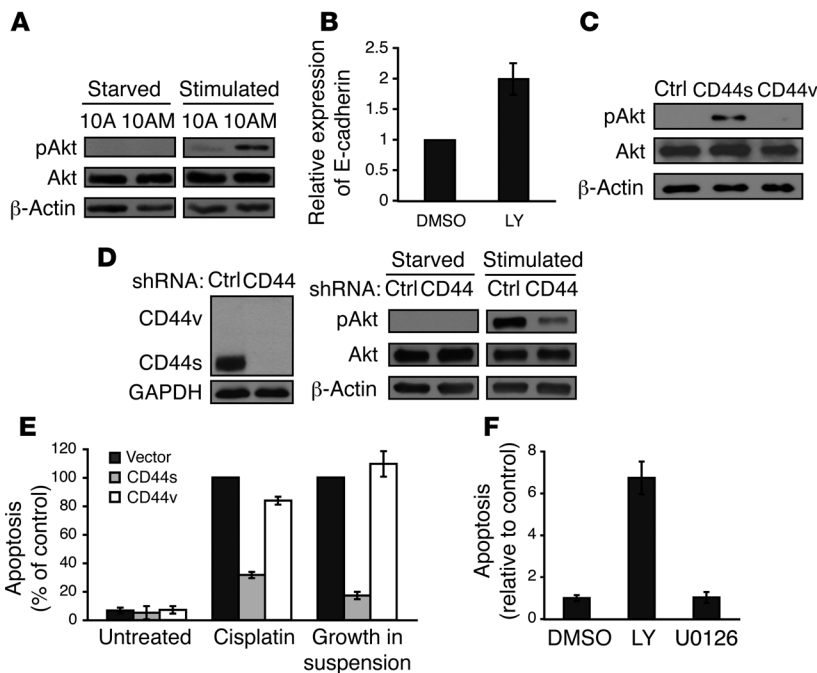 A
Starved Stimulated
10A 10AM 10A 10AM
pAkt
Akt
β-Actin
B
Relative expression
of E-cadherin
2.5
2
1.5
1
0.5
0
DMSO LY
C
Ctrl CD44s CD44v
pAkt
Akt
β-Actin
D
shRNA: Ctrl CD44
CD44v
CD44s
GAPDH
Starved Stimulated
shRNA: Ctrl CD44 Ctrl CD44
pAkt
Akt
β-Actin
E
Apoptosis
(% of control)
120
100
80
60
40
20
0
Vector
CD44s
CD44v
Untreated Cisplatin Growth in
suspension
F
Apoptosis
(relative to control)
8
6
4
2
0
DMSO LY U0126